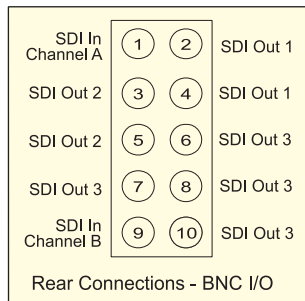 SDI In
Channel A
1
2
SDI Out 1
SDI Out 2
3
4
SDI Out 1
SDI Out 2
5
6
SDI Out 3
SDI Out 3
7
8
SDI Out 3
SDI In
Channel B
9
10
SDI Out 3
Rear Connections - BNC I/O